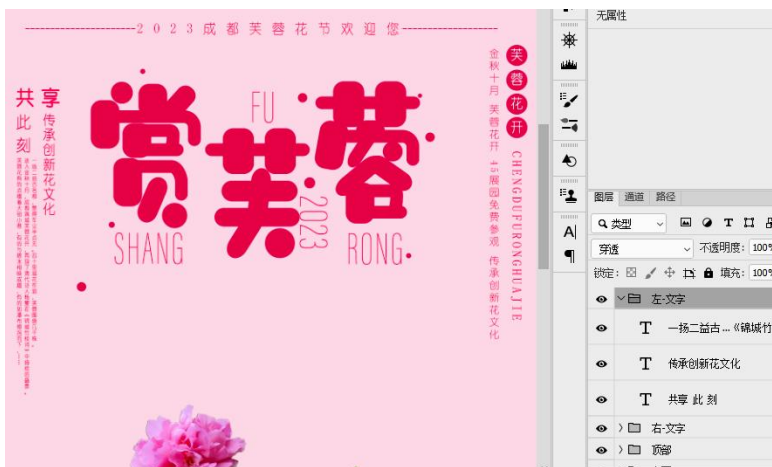 2023成都芙蓉花节欢迎您
共享
此刻
传承创新花文化
赏芙蓉
FU
SHANG
2023
RONG
芙蓉花开
金秋十月 芙蓉花开 45展园免费参观 传承创新花文化
CHENGDUFURONGHUAJIE
无属性
图层 通道 路径
类型
穿透
不透明度: 100%
锁定:
填充: 100%
左-文字
一扬二益古...《锦城竹
传承创新花文化
共享 此 刻
右-文字
顶部